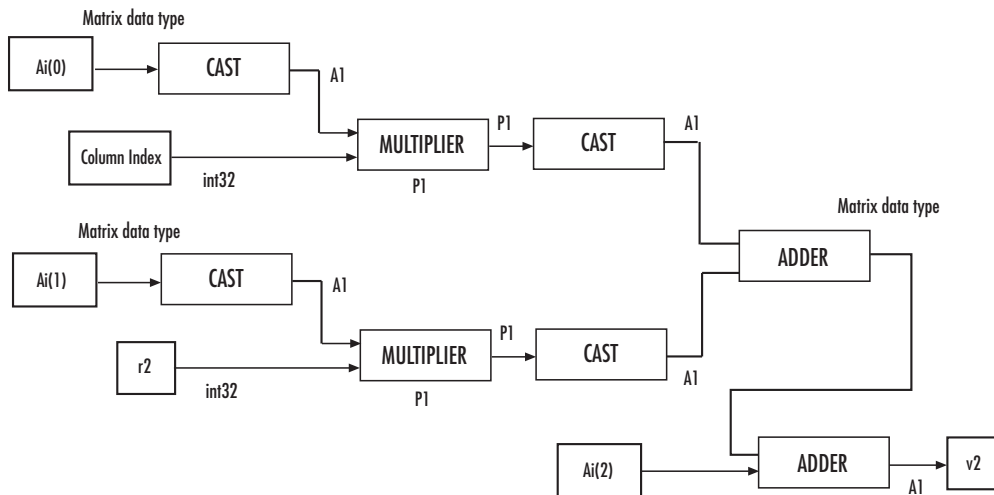 Matrix data type
Ai(0)
CAST
A1
Column Index
int32
MULTIPLIER
P1
P1
CAST
A1
Matrix data type
Ai(1)
CAST
A1
r2
int32
MULTIPLIER
P1
P1
CAST
A1
Matrix data type
ADDER
Ai(2)
ADDER
A1
v2